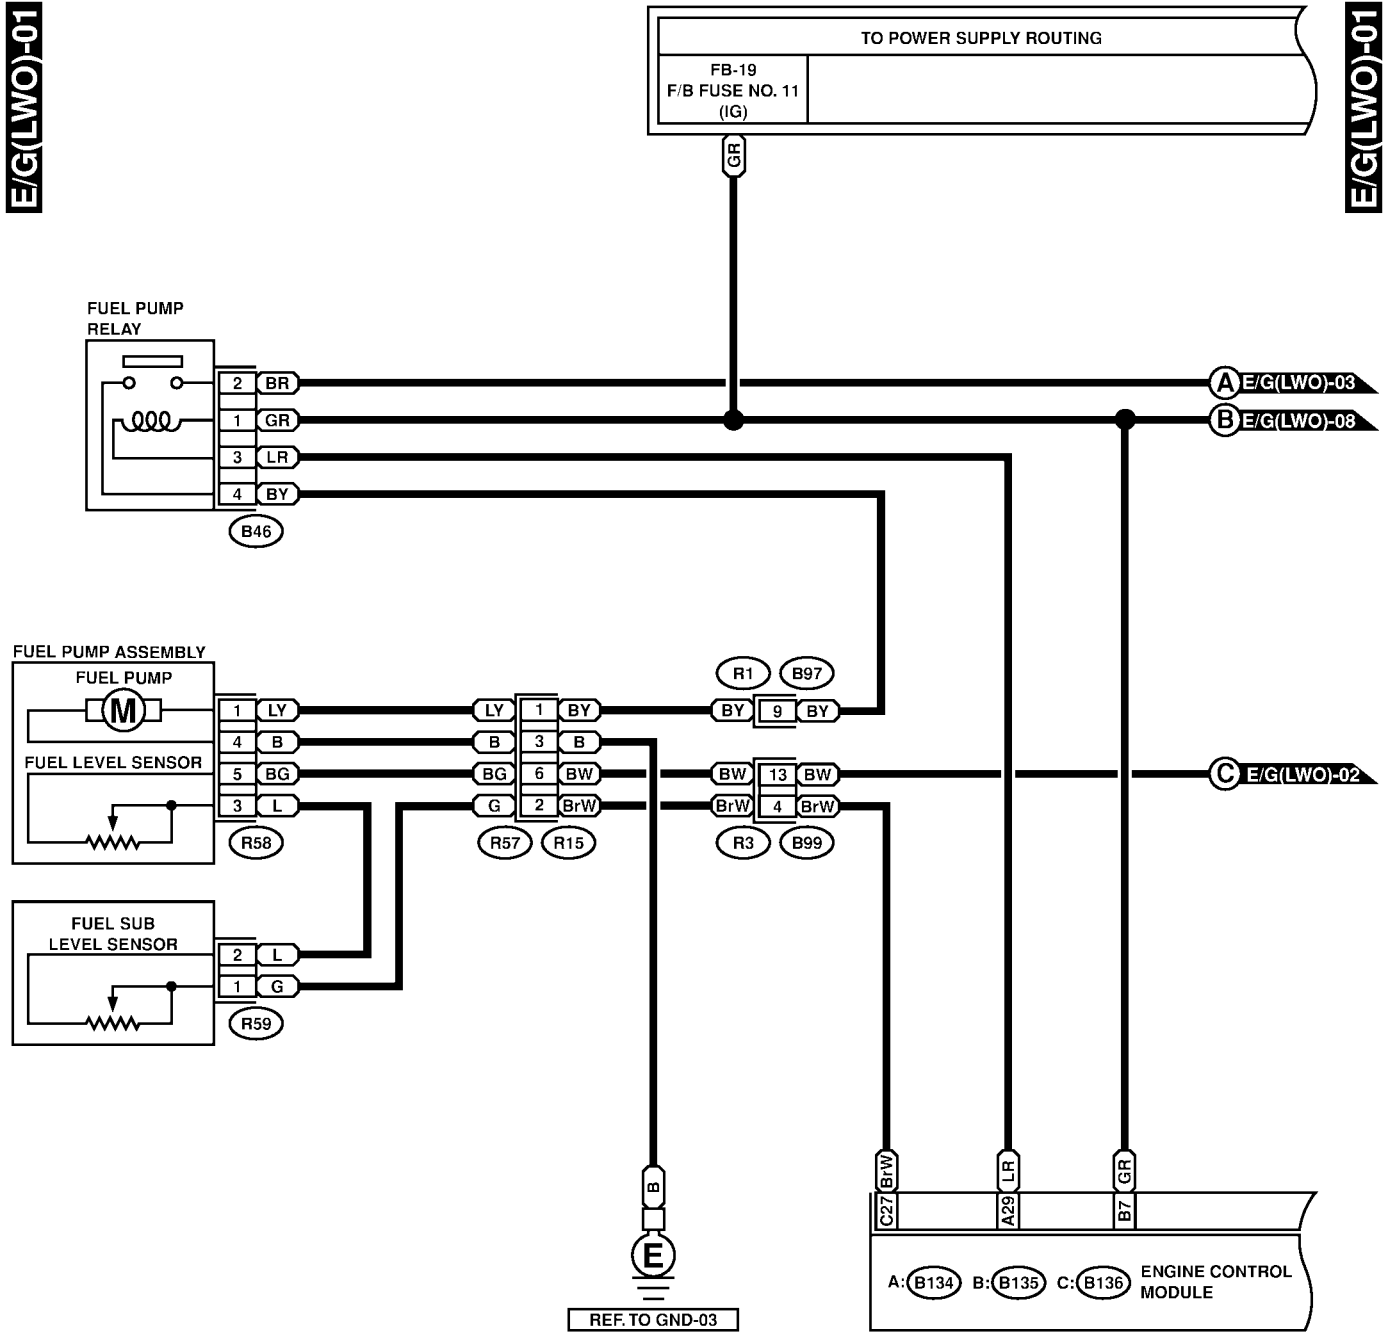 E/G(LWO)-01
E/G(LWO)-01
TO POWER SUPPLY ROUTING
FB-19
F/B FUSE NO. 11
(IG)
GR
FUEL PUMP
RELAY
2 BR
A E/G(LWO)-03
1 GR
B E/G(LWO)-08
3 LR
4 BY
B46
FUEL PUMP ASSEMBLY
FUEL PUMP
M
R1 B97
1 LY LY 1 BY BY 9 BY
4 B B 3 B
FUEL LEVEL SENSOR
5 BG BG 6 BW BW 13 BW
C E/G(LWO)-02
3 L G 2 BrW BrW 4 BrW
R58 R57 R15 R3 B99
FUEL SUB
LEVEL SENSOR
2 L
1 G
R59
B
E
REF. TO GND-03
BrW LR GR
C27 A29 B7
A: B134 B: B135 C: B136
ENGINE CONTROL
MODULE